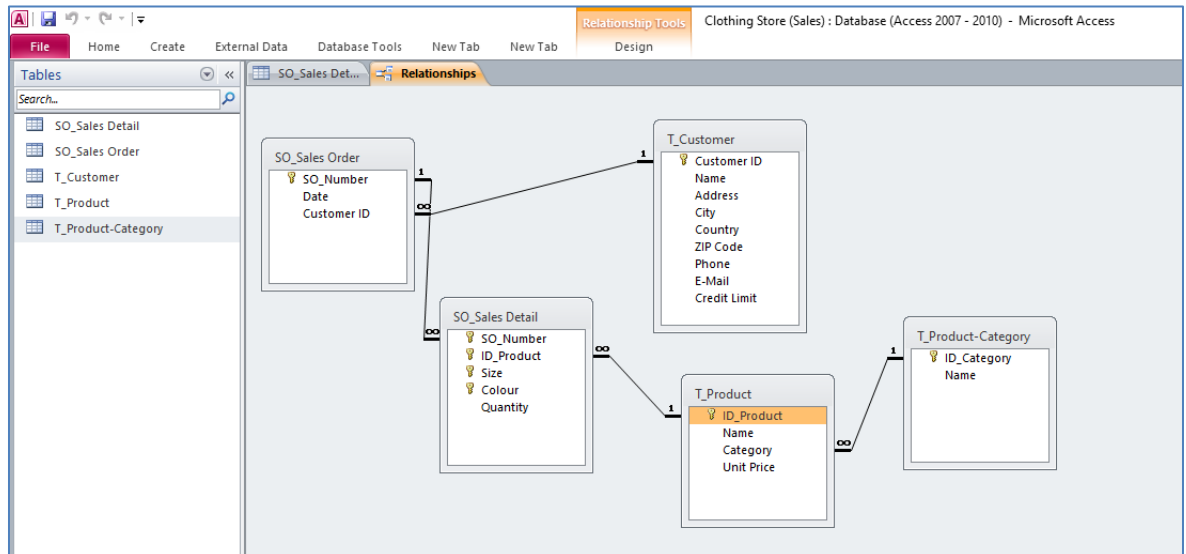 A
Relationship Tools
Clothing Store (Sales) : Database (Access 2007 - 2010) - Microsoft Access
File Home Create External Data Database Tools New Tab New Tab Design
Tables
«
SO_Sales Det...
Relationships
Search...
SO_Sales Detail
SO_Sales Order
T_Customer
T_Product
T_Product-Category
SO_Sales Order
SO_Number
Date
Customer ID
1
∞
1
T_Customer
Customer ID
Name
Address
City
Country
ZIP Code
Phone
E-Mail
Credit Limit
∞
SO_Sales Detail
SO_Number
ID_Product
Size
Colour
Quantity
∞
1
T_Product
ID_Product
Name
Category
Unit Price
∞
1
T_Product-Category
ID_Category
Name